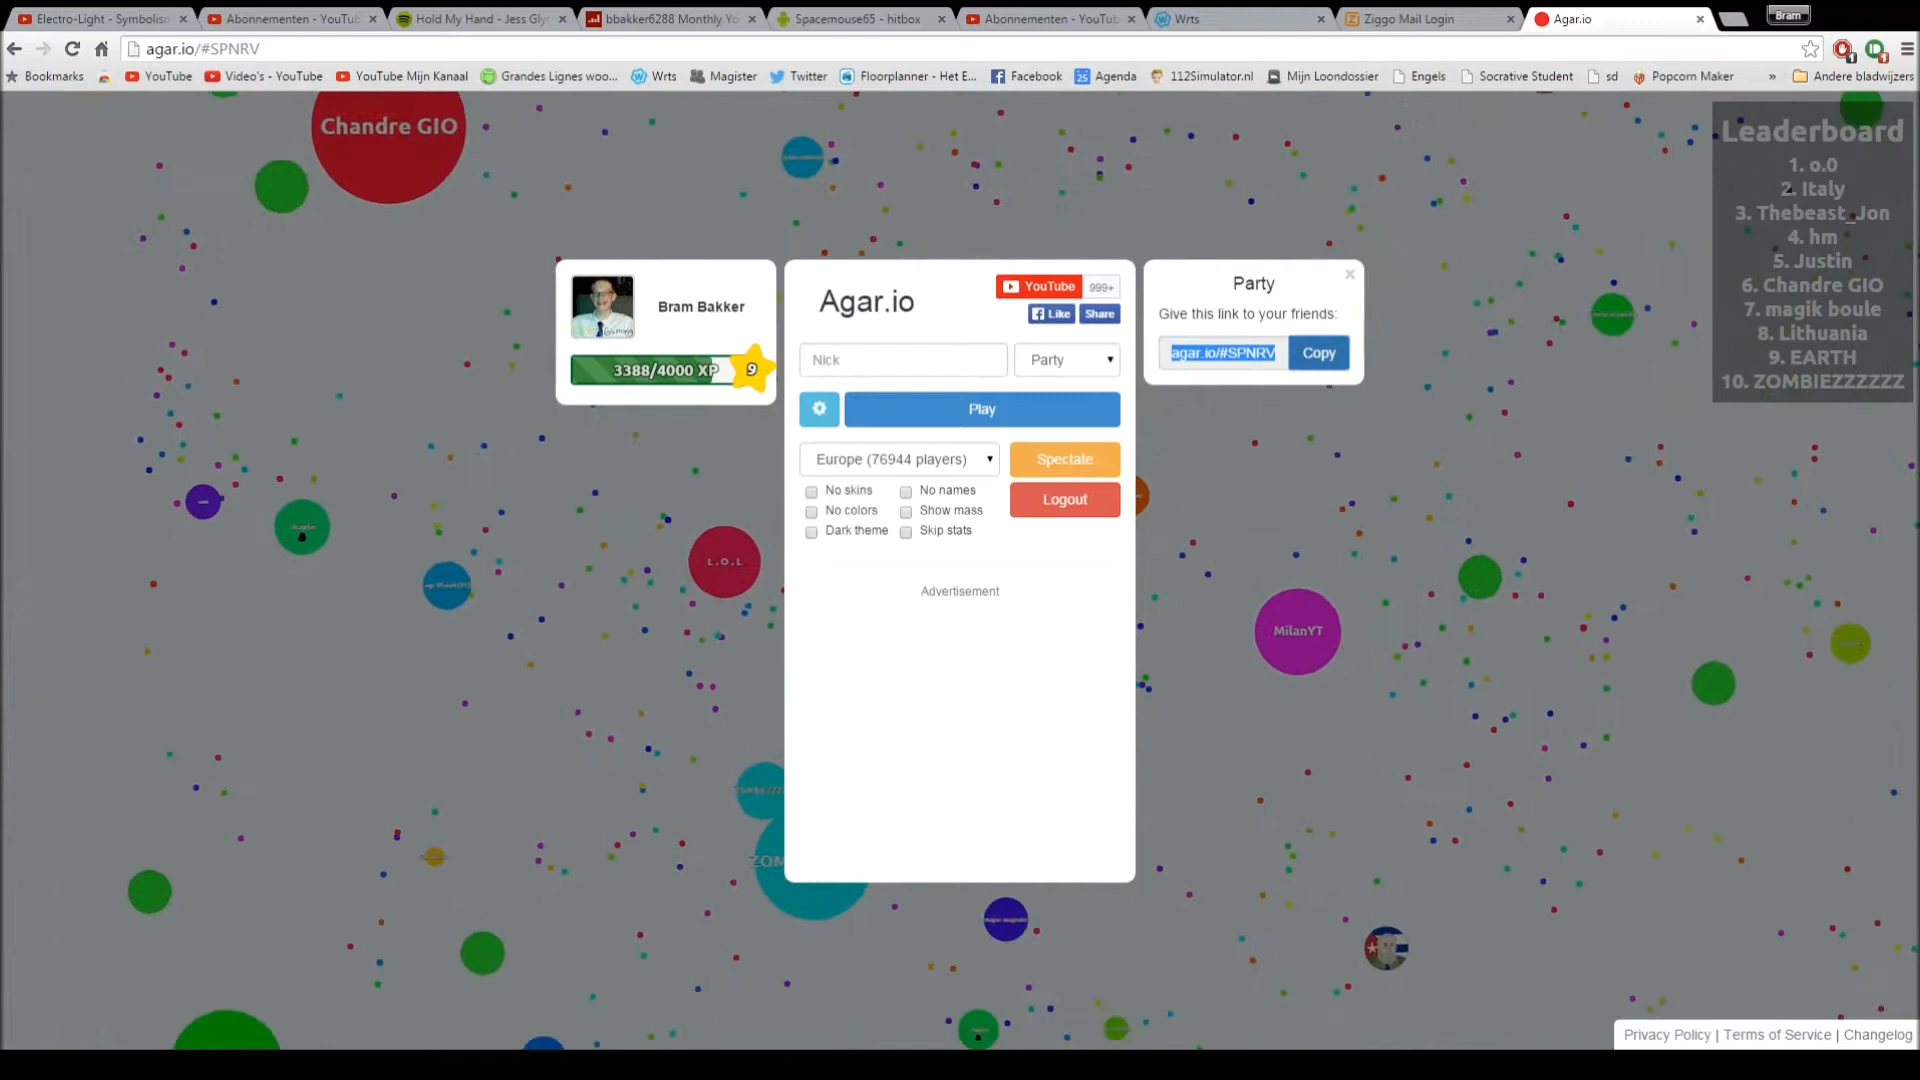 Electro-Light - Symbolism
Abonnementen - YouTub
Hold My Hand - Jess Gly
bbakker6288 Monthly Yo
Spacemouse65 - hitbox
Abonnementen - YouTub
Wrts
Ziggo Mail Login
Agar.io
Bram
agar.io/#SPNRV
Bookmarks
YouTube
Video's - YouTube
YouTube Mijn Kanaal
Grandes Lignes woo...
Wrts
Magister
Twitter
Floorplanner - Het E...
Facebook
25 Agenda
112Simulator.nl
Mijn Loondossier
Engels
Socrative Student
sd
Popcorn Maker
»
Andere bladwijzers
Chandre GIO
Leaderboard
1. o.0
2. Italy
3. Thebeast_Jon
4. hm
5. Justin
6. Chandre GIO
7. magik boule
8. Lithuania
9. EARTH
10. ZOMBIEZZZZZZ
Bram Bakker
3388/4000 XP
9
Agar.io
YouTube 999+
Like Share
Nick
Party
Play
Europe (76944 players)
Spectate
No skins
No names
Logout
No colors
Show mass
Dark theme
Skip stats
Advertisement
Party
Give this link to your friends:
agar.io/#SPNRV
Copy
L.O.L
MilanYT
ZOM
Privacy Policy | Terms of Service | Changelog